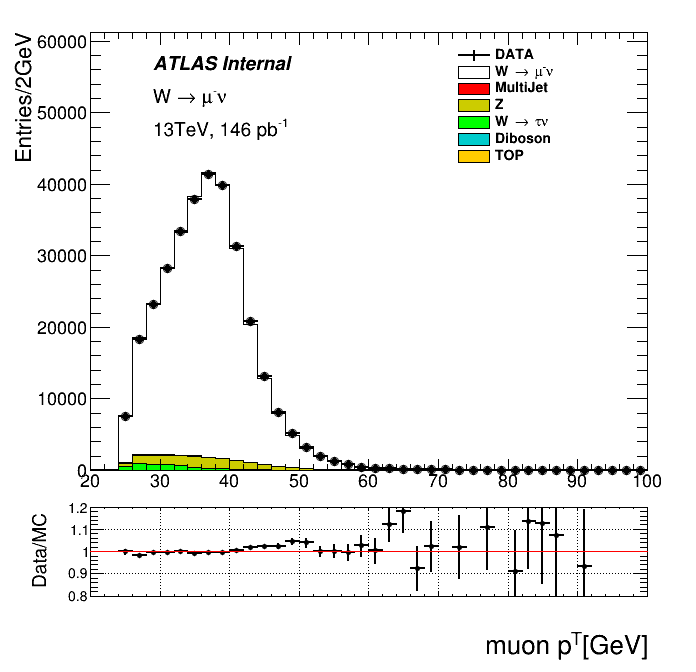 Entries/2GeV
60000
50000
40000
30000
20000
10000
0
ATLAS Internal
W → μ⁻ν
13TeV, 146 pb⁻¹
DATA
W → μ⁻ν
MultiJet
Z
W → τν
Diboson
TOP
20 30 40 50 60 70 80 90 100
Data/MC
1.2
1.1
1
0.9
0.8
muon pᵀ[GeV]